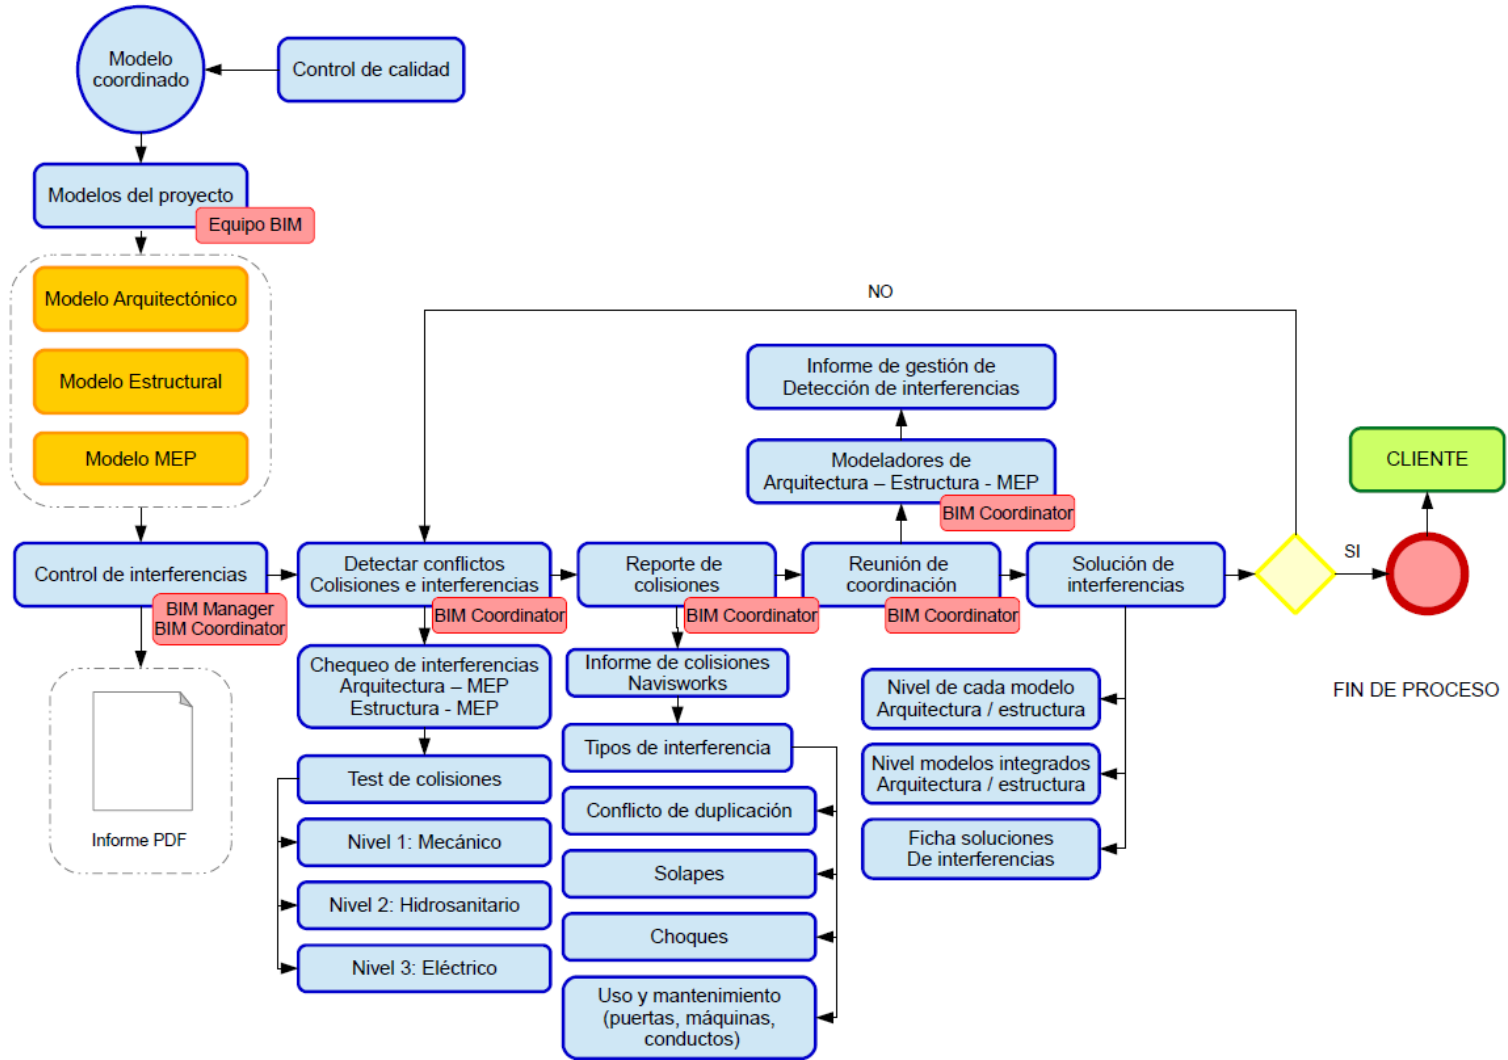 Modelo
coordinado
Control de calidad
Modelos del proyecto
Equipo BIM
Modelo Arquitectónico
Modelo Estructural
Modelo MEP
NO
Informe de gestión de
Detección de interferencias
Modeladores de
Arquitectura – Estructura - MEP
BIM Coordinator
CLIENTE
Control de interferencias
BIM Manager
BIM Coordinator
Detectar conflictos
Colisiones e interferencias
BIM Coordinator
Reporte de
colisiones
BIM Coordinator
Reunión de
coordinación
BIM Coordinator
Solución de
interferencias
SI
FIN DE PROCESO
Informe PDF
Chequeo de interferencias
Arquitectura – MEP
Estructura - MEP
Test de colisiones
Nivel 1: Mecánico
Nivel 2: Hidrosanitario
Nivel 3: Eléctrico
Informe de colisiones
Navisworks
Tipos de interferencia
Conflicto de duplicación
Solapes
Choques
Uso y mantenimiento
(puertas, máquinas,
conductos)
Nivel de cada modelo
Arquitectura / estructura
Nivel modelos integrados
Arquitectura / estructura
Ficha soluciones
De interferencias